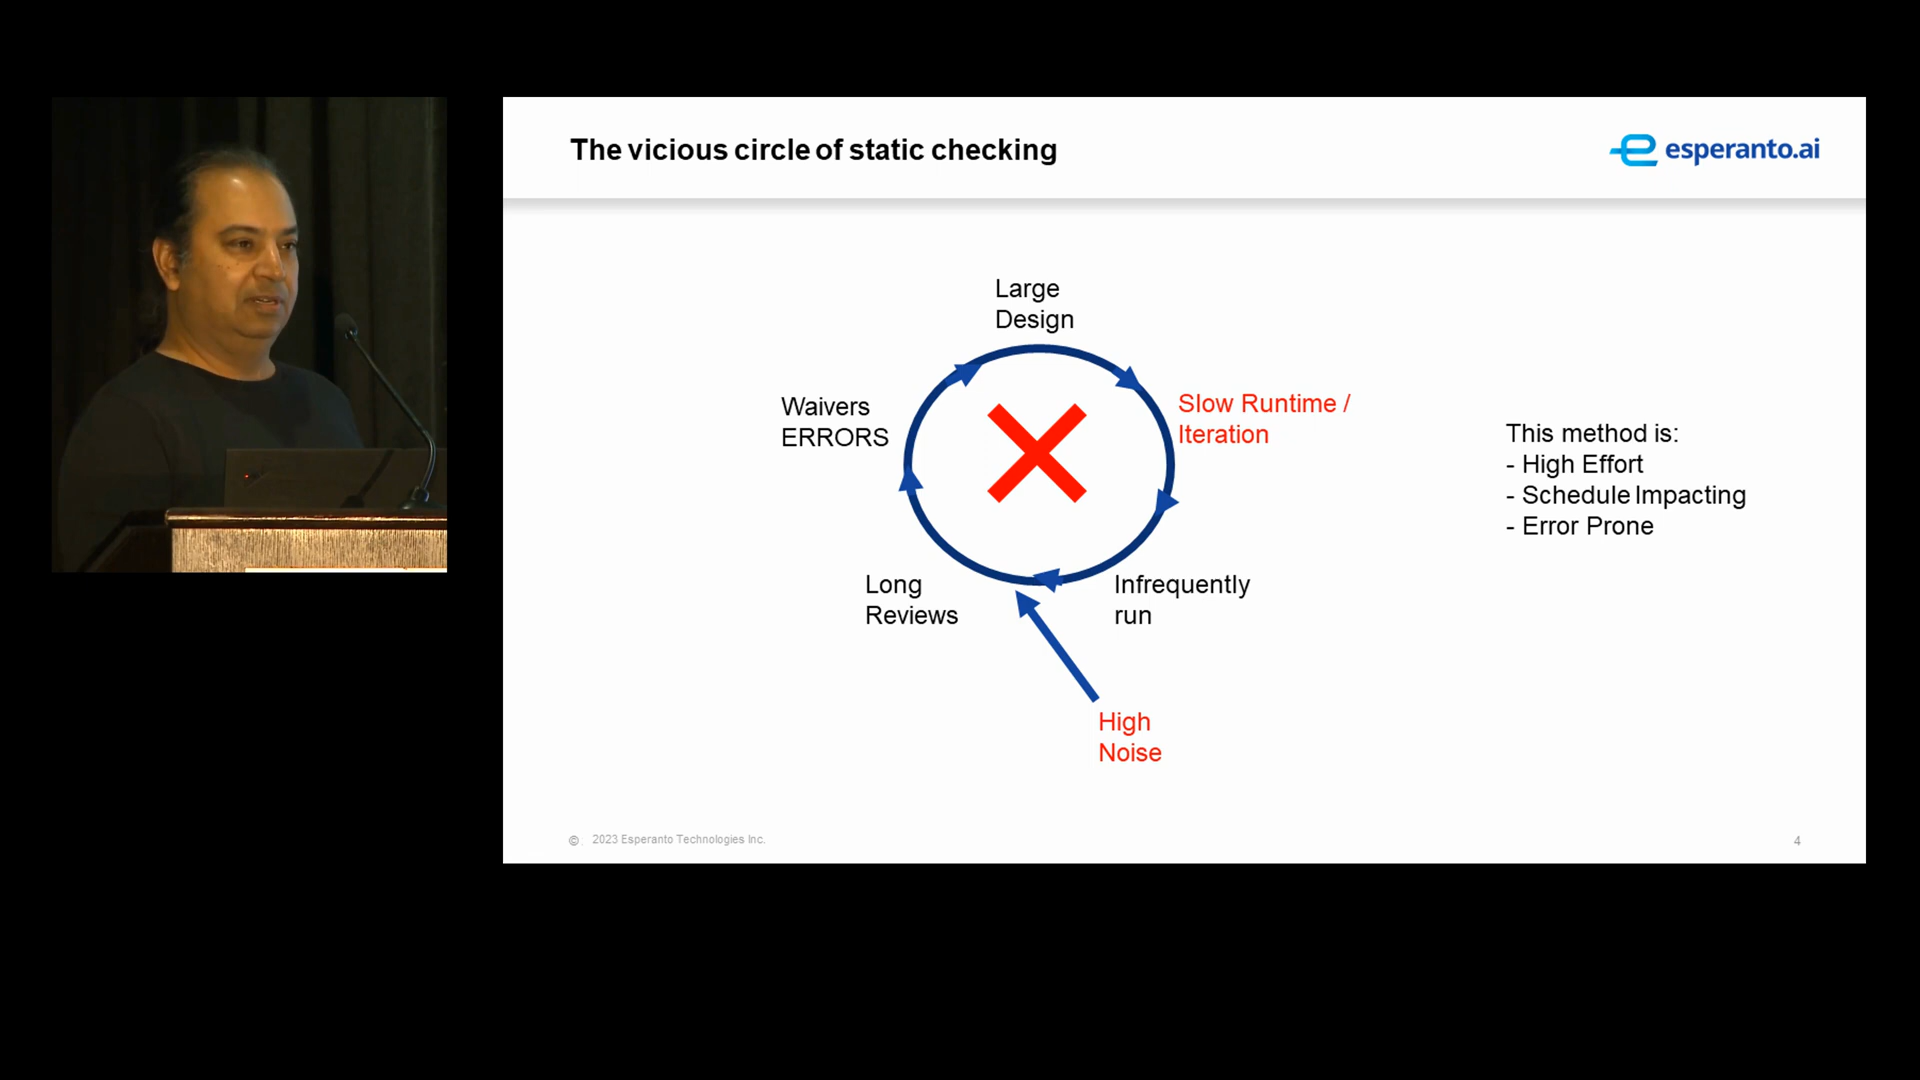 The vicious circle of static checking
esperanto.ai
Large
Design
Slow Runtime /
Iteration
Waivers
ERRORS
This method is:
- High Effort
- Schedule Impacting
- Error Prone
Long
Reviews
Infrequently
run
High
Noise
© 2023 Esperanto Technologies Inc.
4